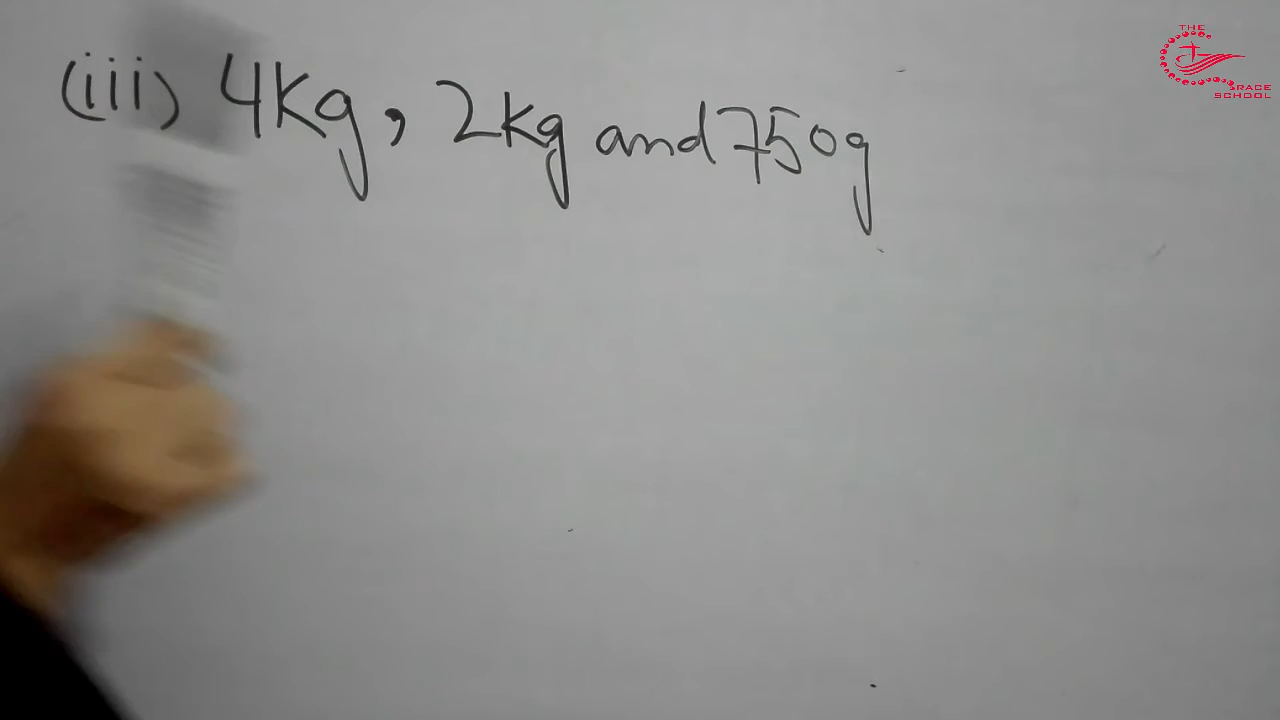 (iii) 4kg, 2kg and 750g
THE
GRACE
SCHOOL